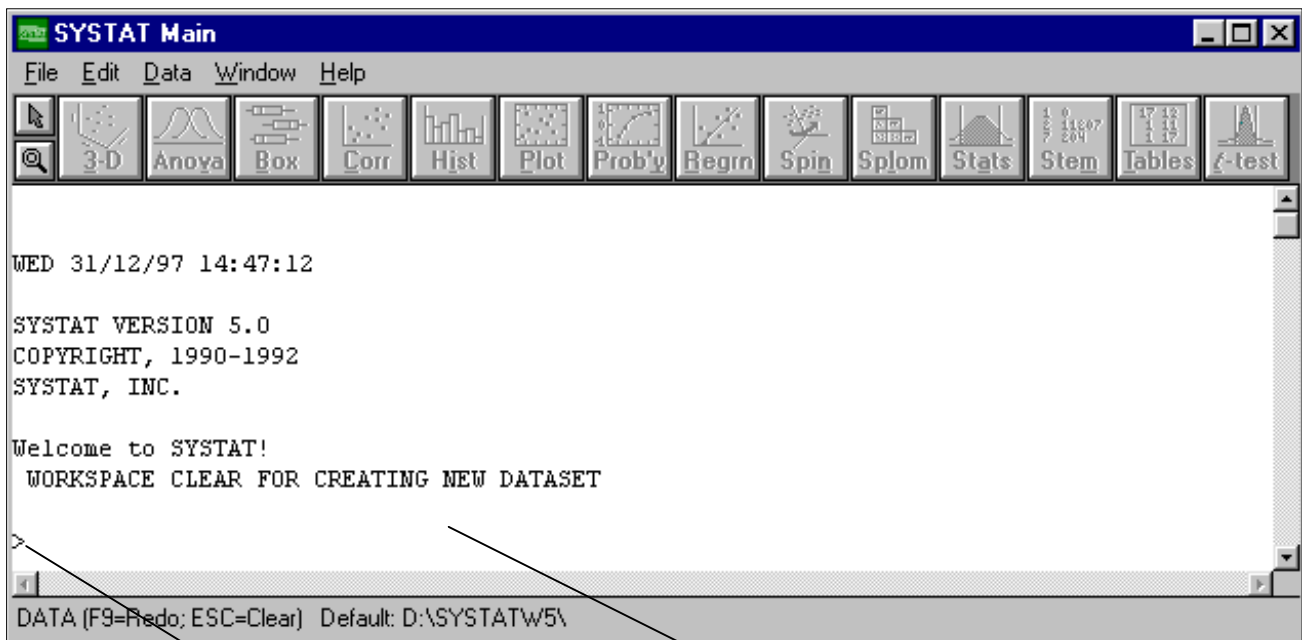 SYSTAT Main
File Edit Data Window Help
3-D Anova Box Corr Hist Plot Prob'y Regrn Spin Splom Stats Stem Tables t-test
WED 31/12/97 14:47:12
SYSTAT VERSION 5.0
COPYRIGHT, 1990-1992
SYSTAT, INC.
Welcome to SYSTAT!
WORKSPACE CLEAR FOR CREATING NEW DATASET
>
DATA (F9=Redo; ESC=Clear) Default: D:\SYSTATW5\